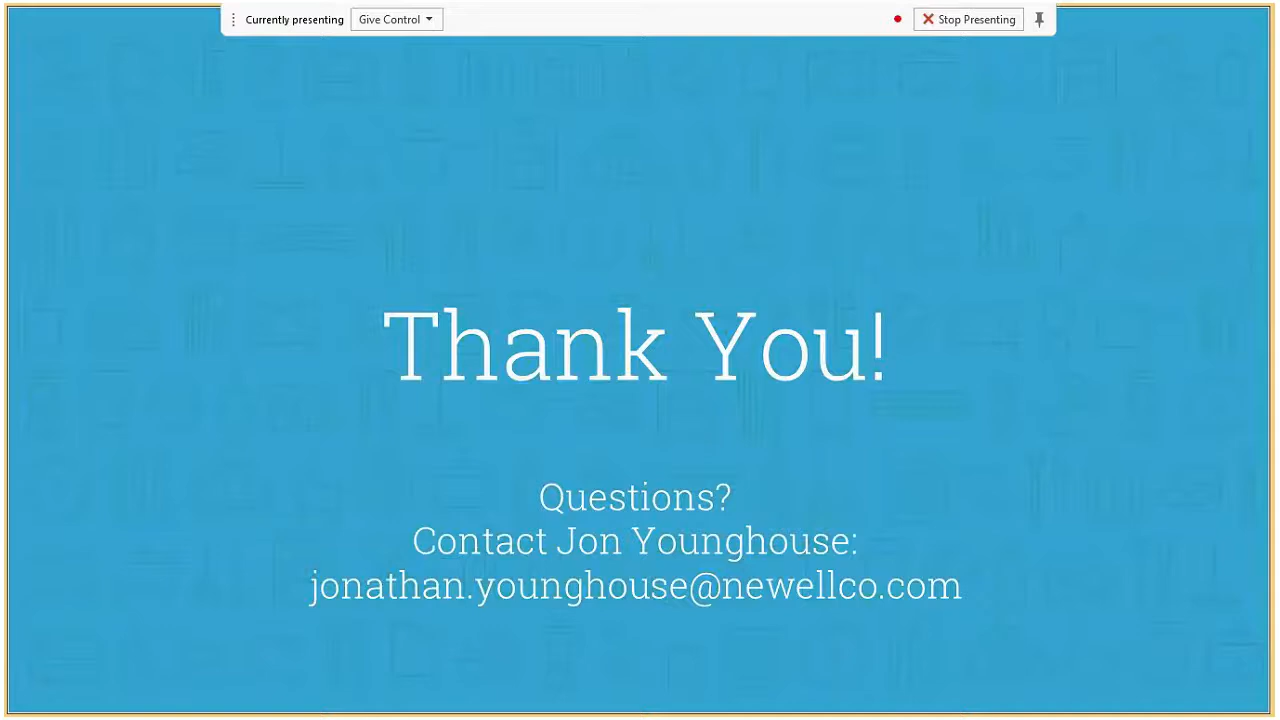 Currently presenting Give Control Stop Presenting
Thank You!
Questions?
Contact Jon Younghouse:
jonathan.younghouse@newellco.com